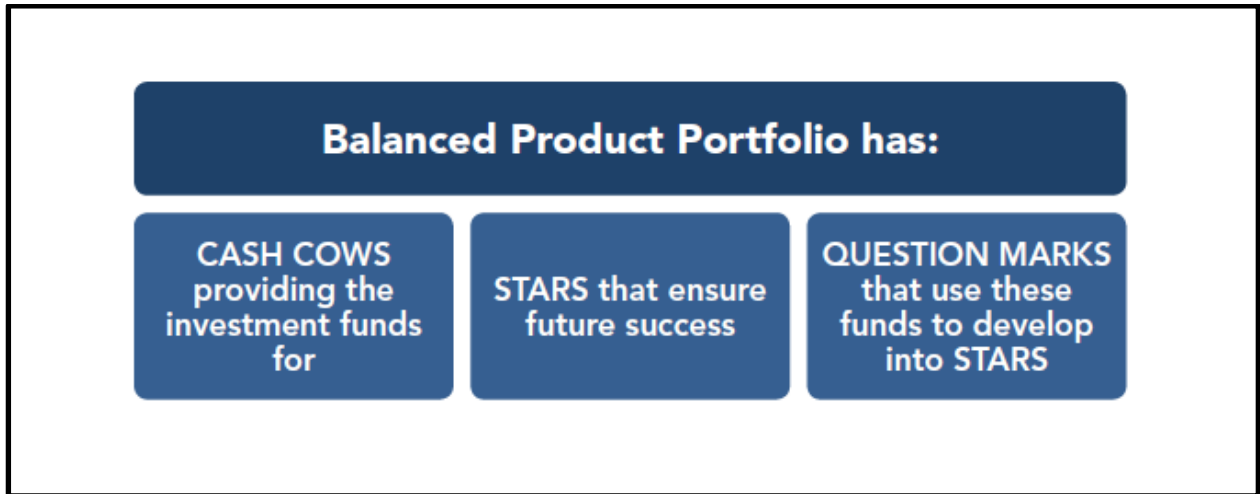 Balanced Product Portfolio has:
CASH COWS
providing the
investment funds
for
STARS that ensure
future success
QUESTION MARKS
that use these
funds to develop
into STARS